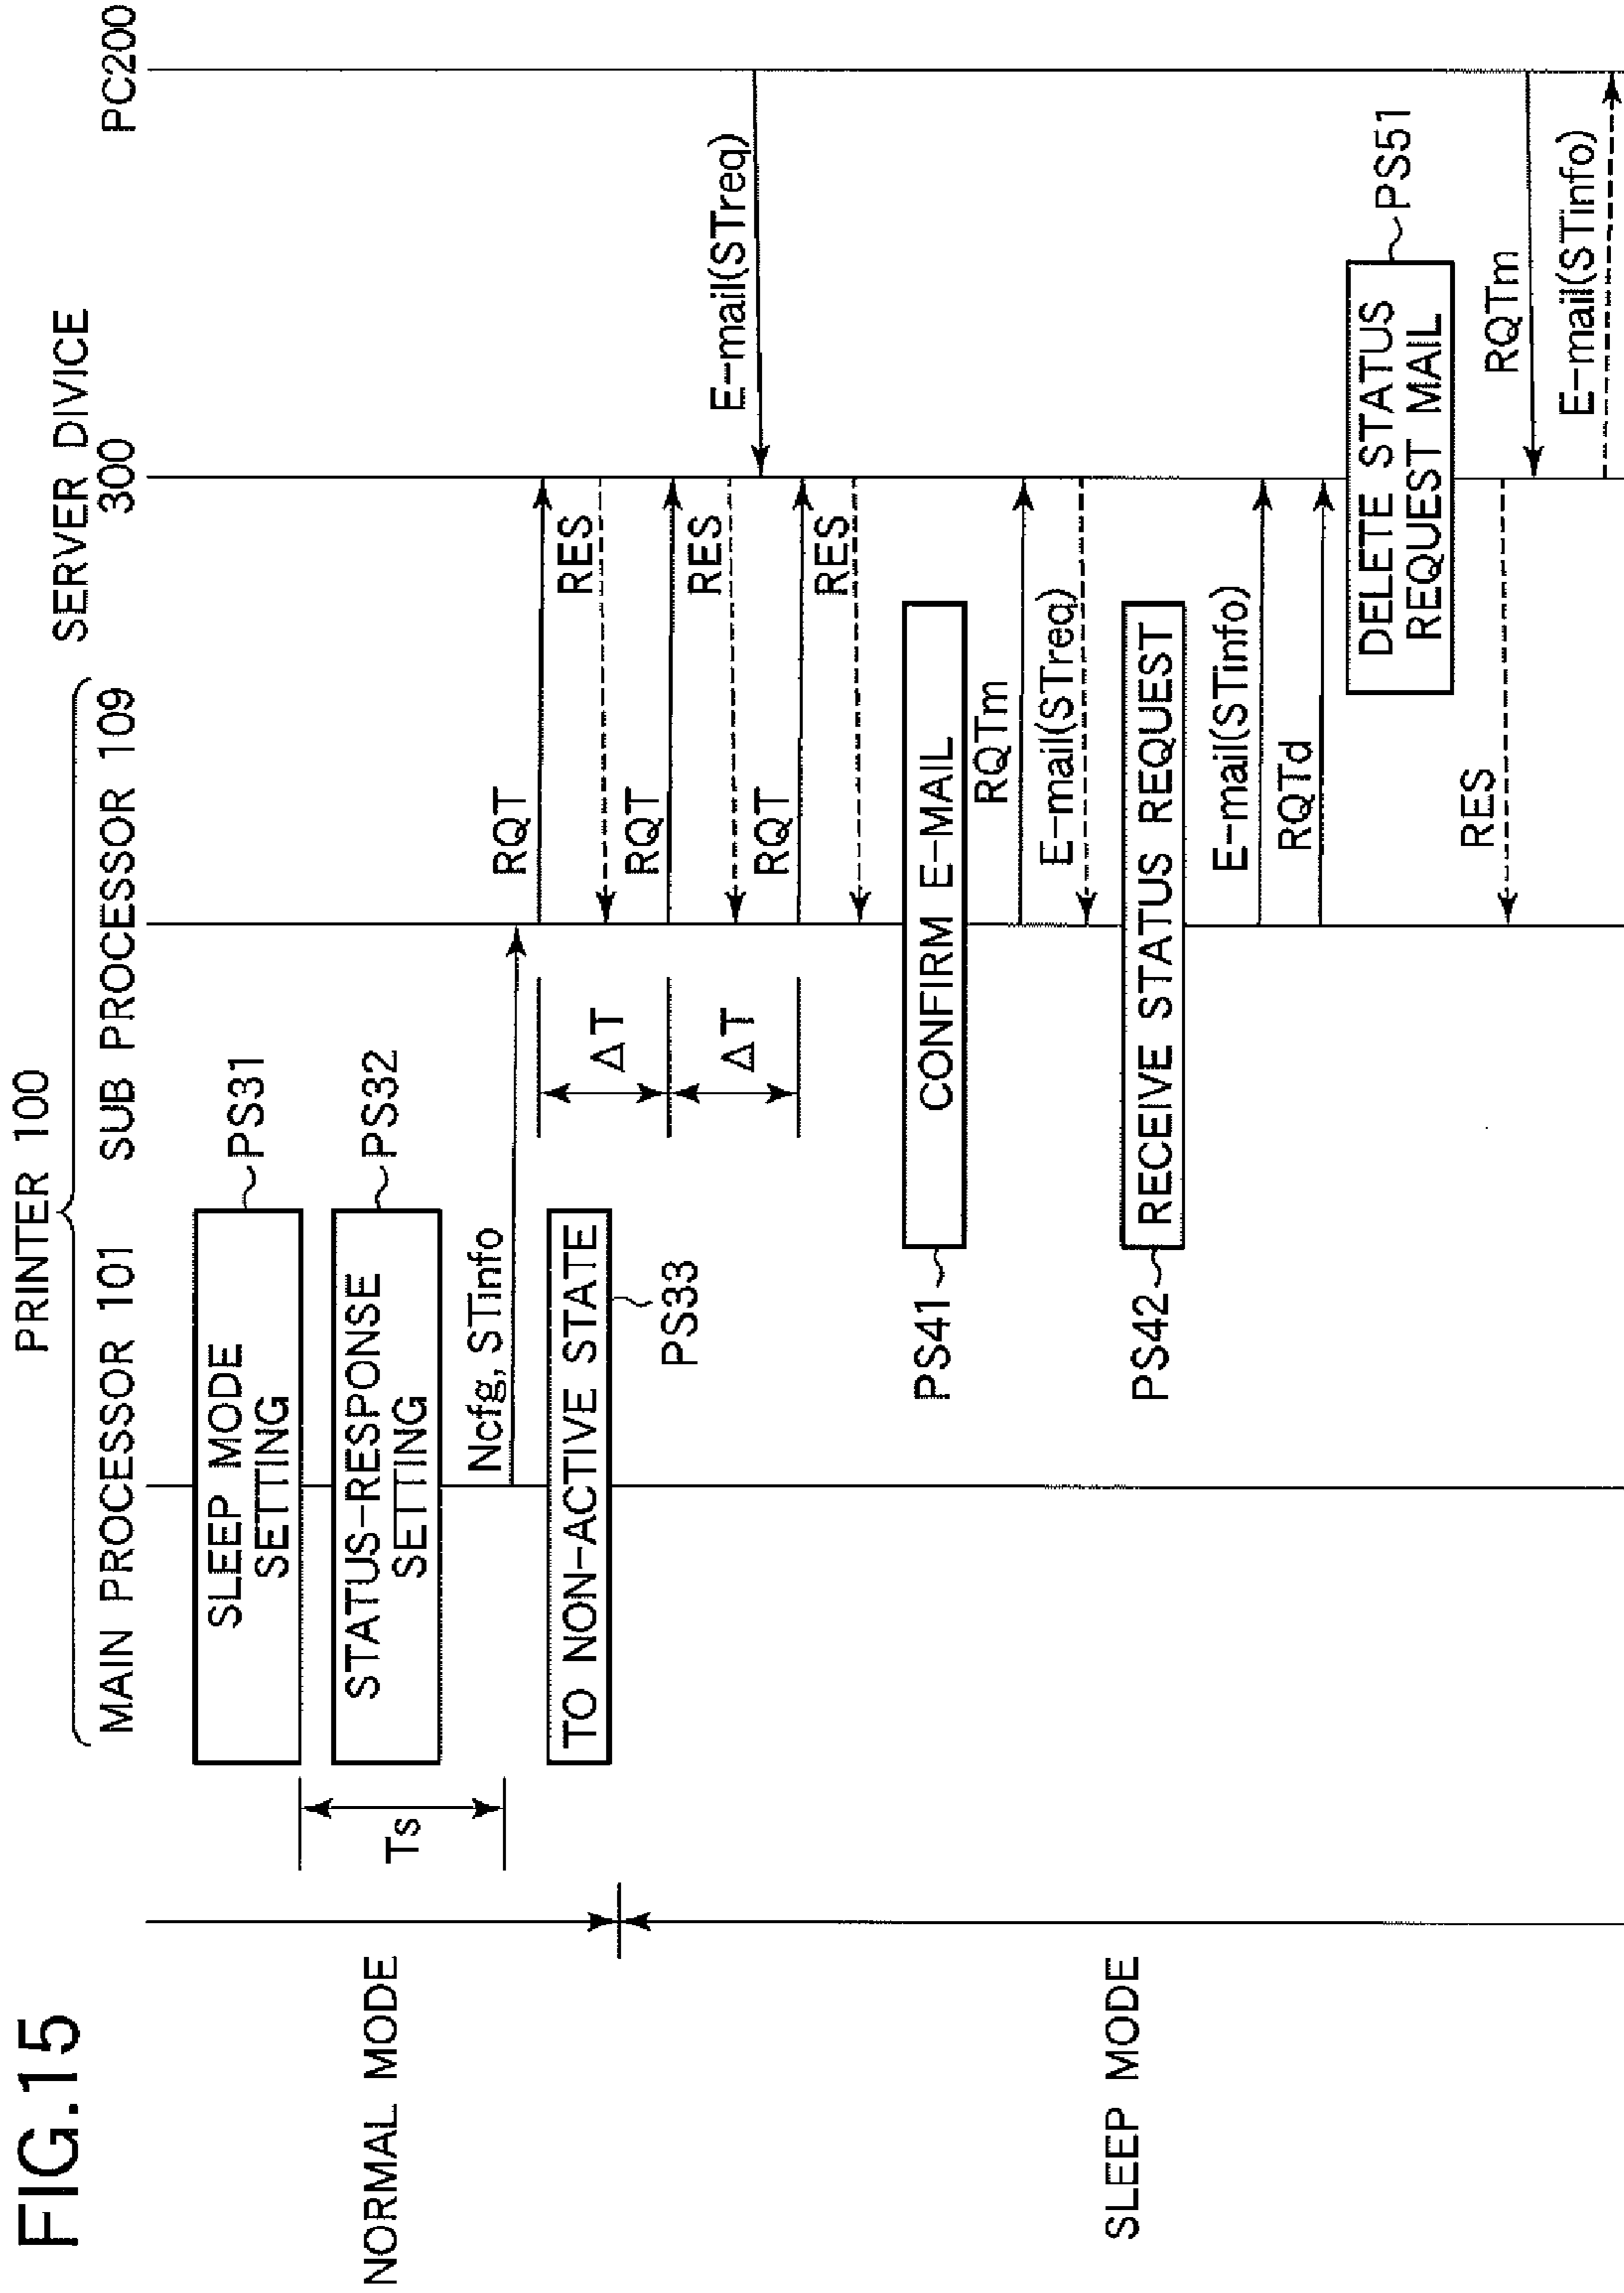 FIG.15
PRINTER 100
SERVER DIVICE
300
PC200
MAIN PROCESSOR 101
SUB PROCESSOR 109
NORMAL MODE
SLEEP MODE
SLEEP MODE
SETTING
PS31
Ts
STATUS-RESPONSE
SETTING
PS32
Ncfg, STinfo
RQT
TO NON-ACTIVE STATE
PS33
ΔT
RES
RQT
ΔT
RES
E-mail(STreq)
RQT
RES
PS41
CONFIRM E-MAIL
RQTm
E-mail(STreq)
PS42
RECEIVE STATUS REQUEST
E-mail(STinfo)
RQTd
DELETE STATUS
REQUEST MAIL
PS51
RES
RQTm
E-mail(STinfo)